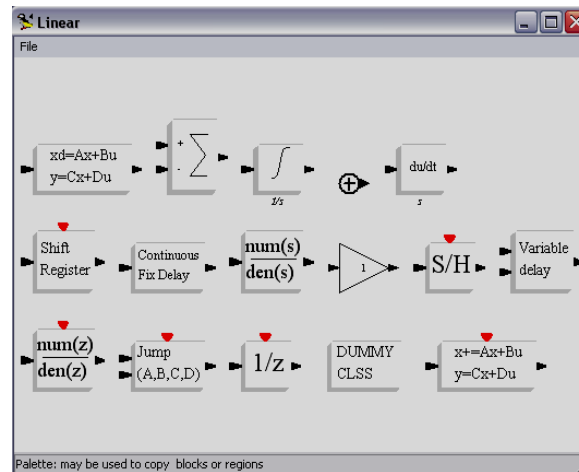 Linear
File
xd=Ax+Bu
y=Cx+Du
+
-
∑
∫
1/s
+
du/dt
s
Shift
Register
Continuous
Fix Delay
num(s)
den(s)
1
S/H
Variable
delay
num(z)
den(z)
Jump
(A,B,C,D)
1/z
DUMMY
CLSS
x+=Ax+Bu
y=Cx+Du
Palette: may be used to copy blocks or regions